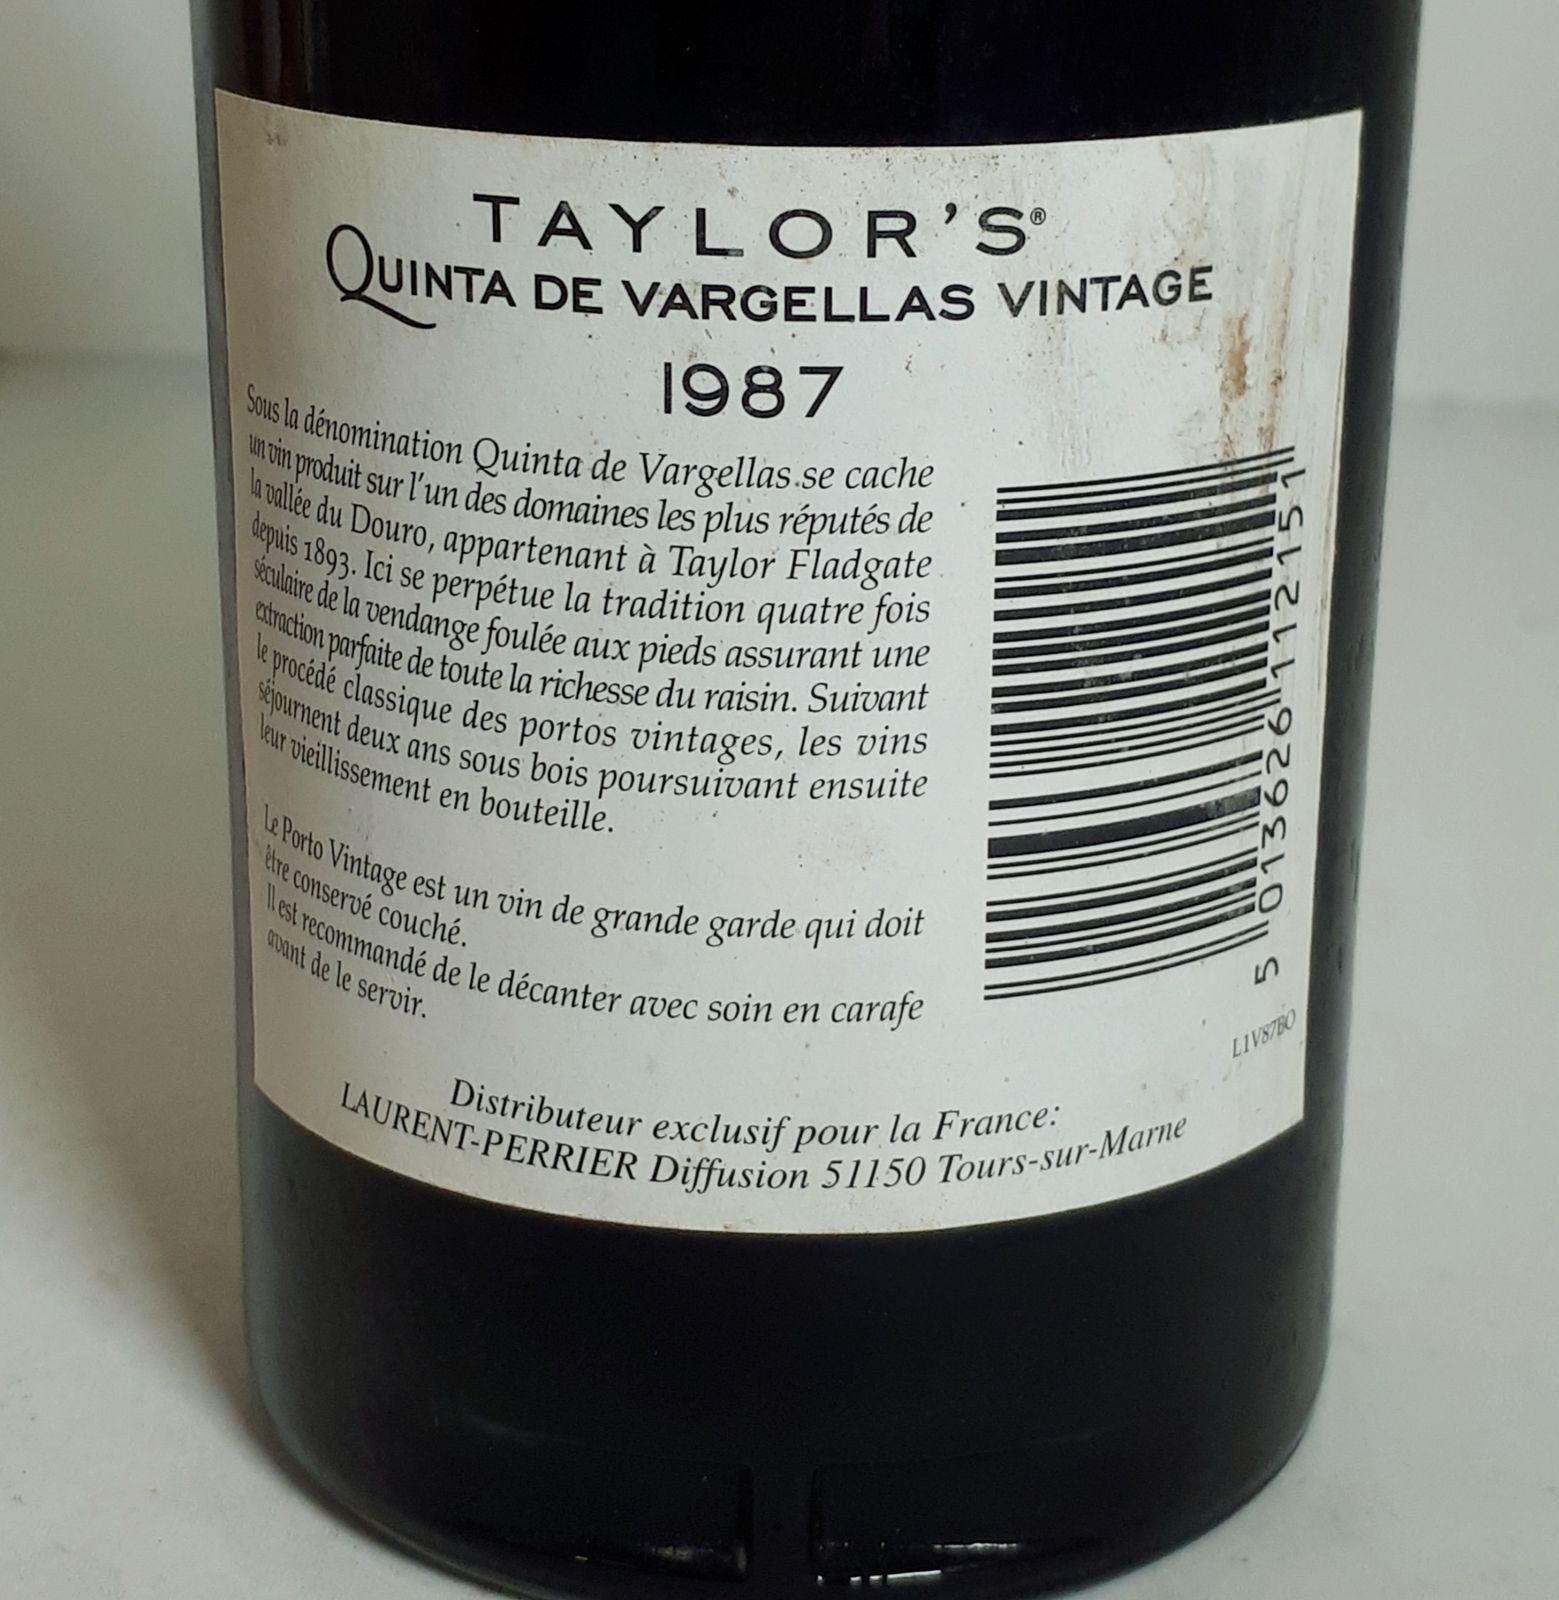 TAYLOR'S®
QUINTA DE VARGELLAS VINTAGE
1987
Sous la dénomination Quinta de Vargellas se cache
un vin produit sur l'un des domaines les plus réputés de
la vallée du Douro, appartenant à Taylor Fladgate
depuis 1893. Ici se perpétue la tradition quatre fois
séculaire de la vendange foulée aux pieds assurant une
extraction parfaite de toute la richesse du raisin. Suivant
le procédé classique des portos vintages, les vins
séjournent deux ans sous bois poursuivant ensuite
leur vieillissement en bouteille.
Le Porto Vintage est un vin de grande garde qui doit
être conservé couché.
Il est recommandé de le décanter avec soin en carafe
avant de le servir.
5 013626 112151
L1V87BO
Distributeur exclusif pour la France:
LAURENT-PERRIER Diffusion 51150 Tours-sur-Marne